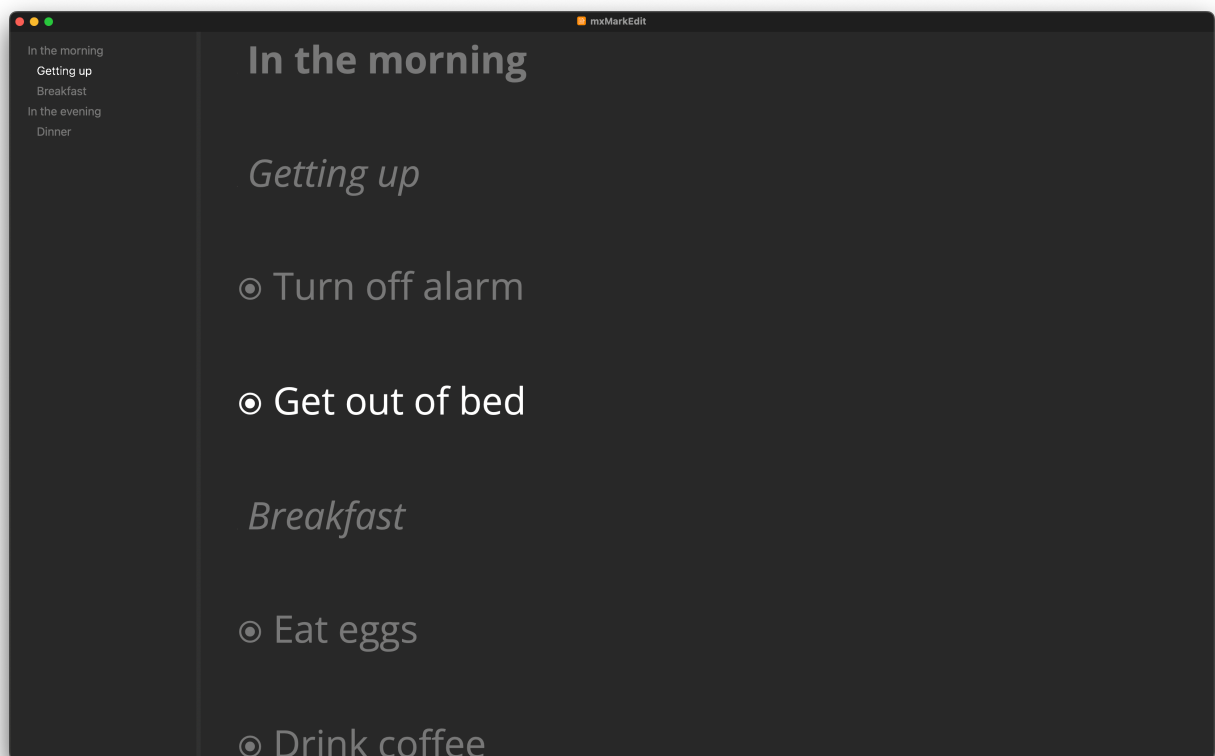 mxMarkEdit
In the morning
Getting up
Breakfast
In the evening
Dinner
In the morning
Getting up
Turn off alarm
Get out of bed
Breakfast
Eat eggs
Drink coffee